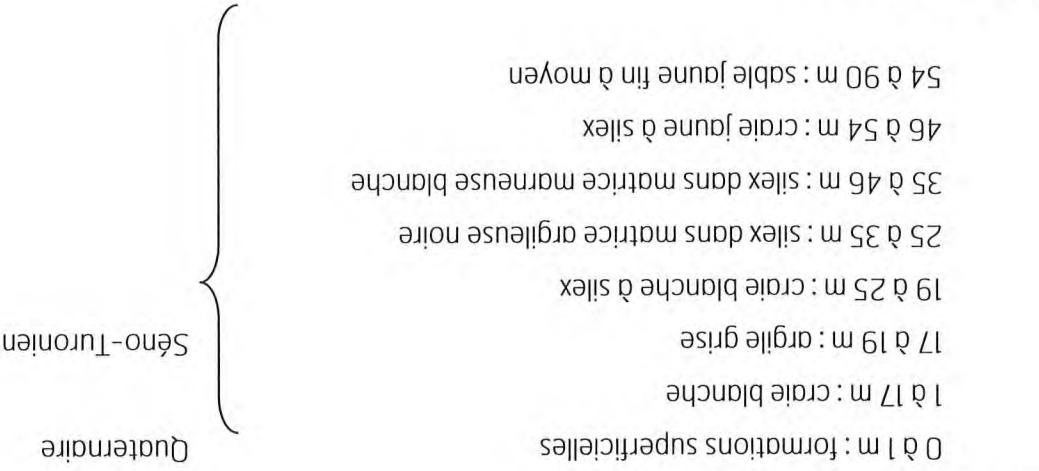 0 à 1 m : formations superficielles Quaternaire
1 à 17 m : craie blanche
17 à 19 m : argile grise Séno-Turonien
19 à 25 m : craie blanche à silex
25 à 35 m : silex dans matrice argileuse noire
35 à 46 m : silex dans matrice marneuse blanche
46 à 54 m : craie jaune à silex
54 à 90 m : sable jaune fin à moyen